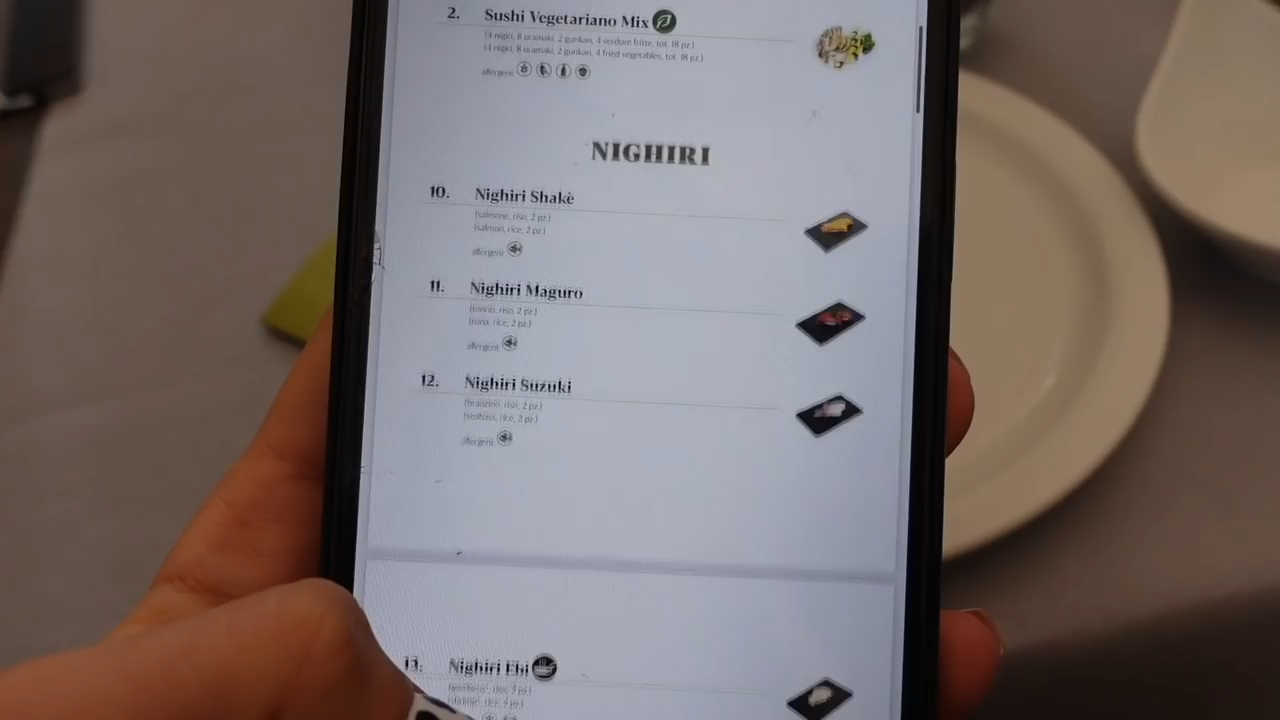 2. Sushi Vegetariano Mix
(4 nigiri, 8 uramaki, 2 gunkan, 4 verdure fritte, tot. 18 pz.)
(4 nigiri, 8 uramaki, 2 gunkan, 4 fried vegetables, tot. 18 pz.)
allergeni
NIGHIRI
10. Nighiri Shakè
(salmone, riso, 2 pz.)
(salmon, rice, 2 pz.)
allergeni
11. Nighiri Maguro
(tonno, riso, 2 pz.)
(tuna, rice, 2 pz.)
allergeni
12. Nighiri Suzuki
(branzino, riso, 2 pz.)
(seabass, rice, 2 pz.)
allergeni
13. Nighiri Ebi